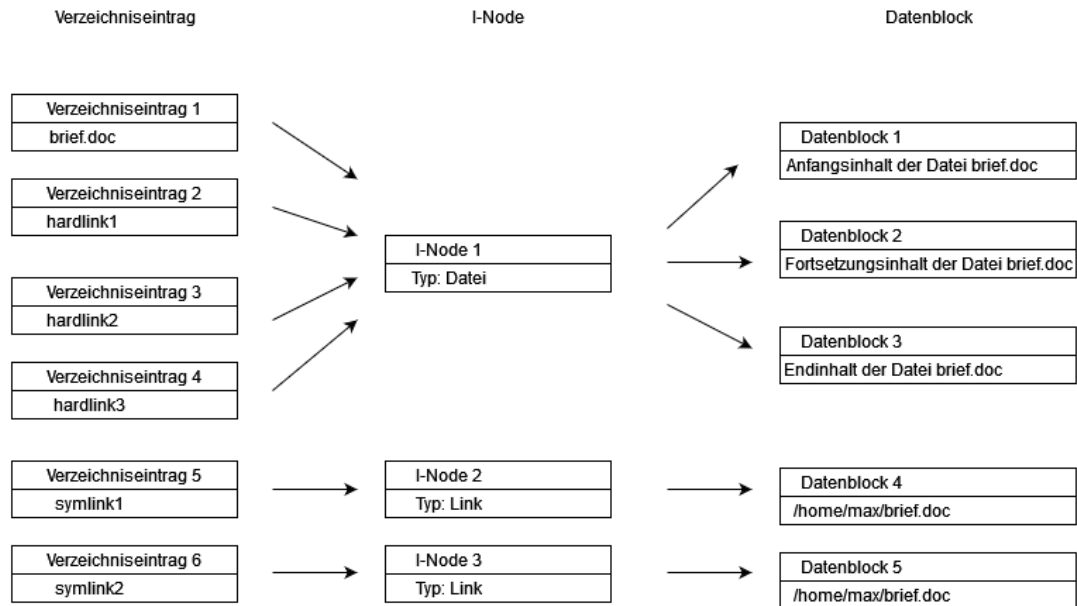 Verzeichniseintrag
I-Node
Datenblock
Verzeichniseintrag 1
brief.doc
Verzeichniseintrag 2
hardlink1
Verzeichniseintrag 3
hardlink2
Verzeichniseintrag 4
hardlink3
Verzeichniseintrag 5
symlink1
Verzeichniseintrag 6
symlink2
I-Node 1
Typ: Datei
I-Node 2
Typ: Link
I-Node 3
Typ: Link
Datenblock 1
Anfangsinhalt der Datei brief.doc
Datenblock 2
Fortsetzungsinhalt der Datei brief.doc
Datenblock 3
Endinhalt der Datei brief.doc
Datenblock 4
/home/max/brief.doc
Datenblock 5
/home/max/brief.doc